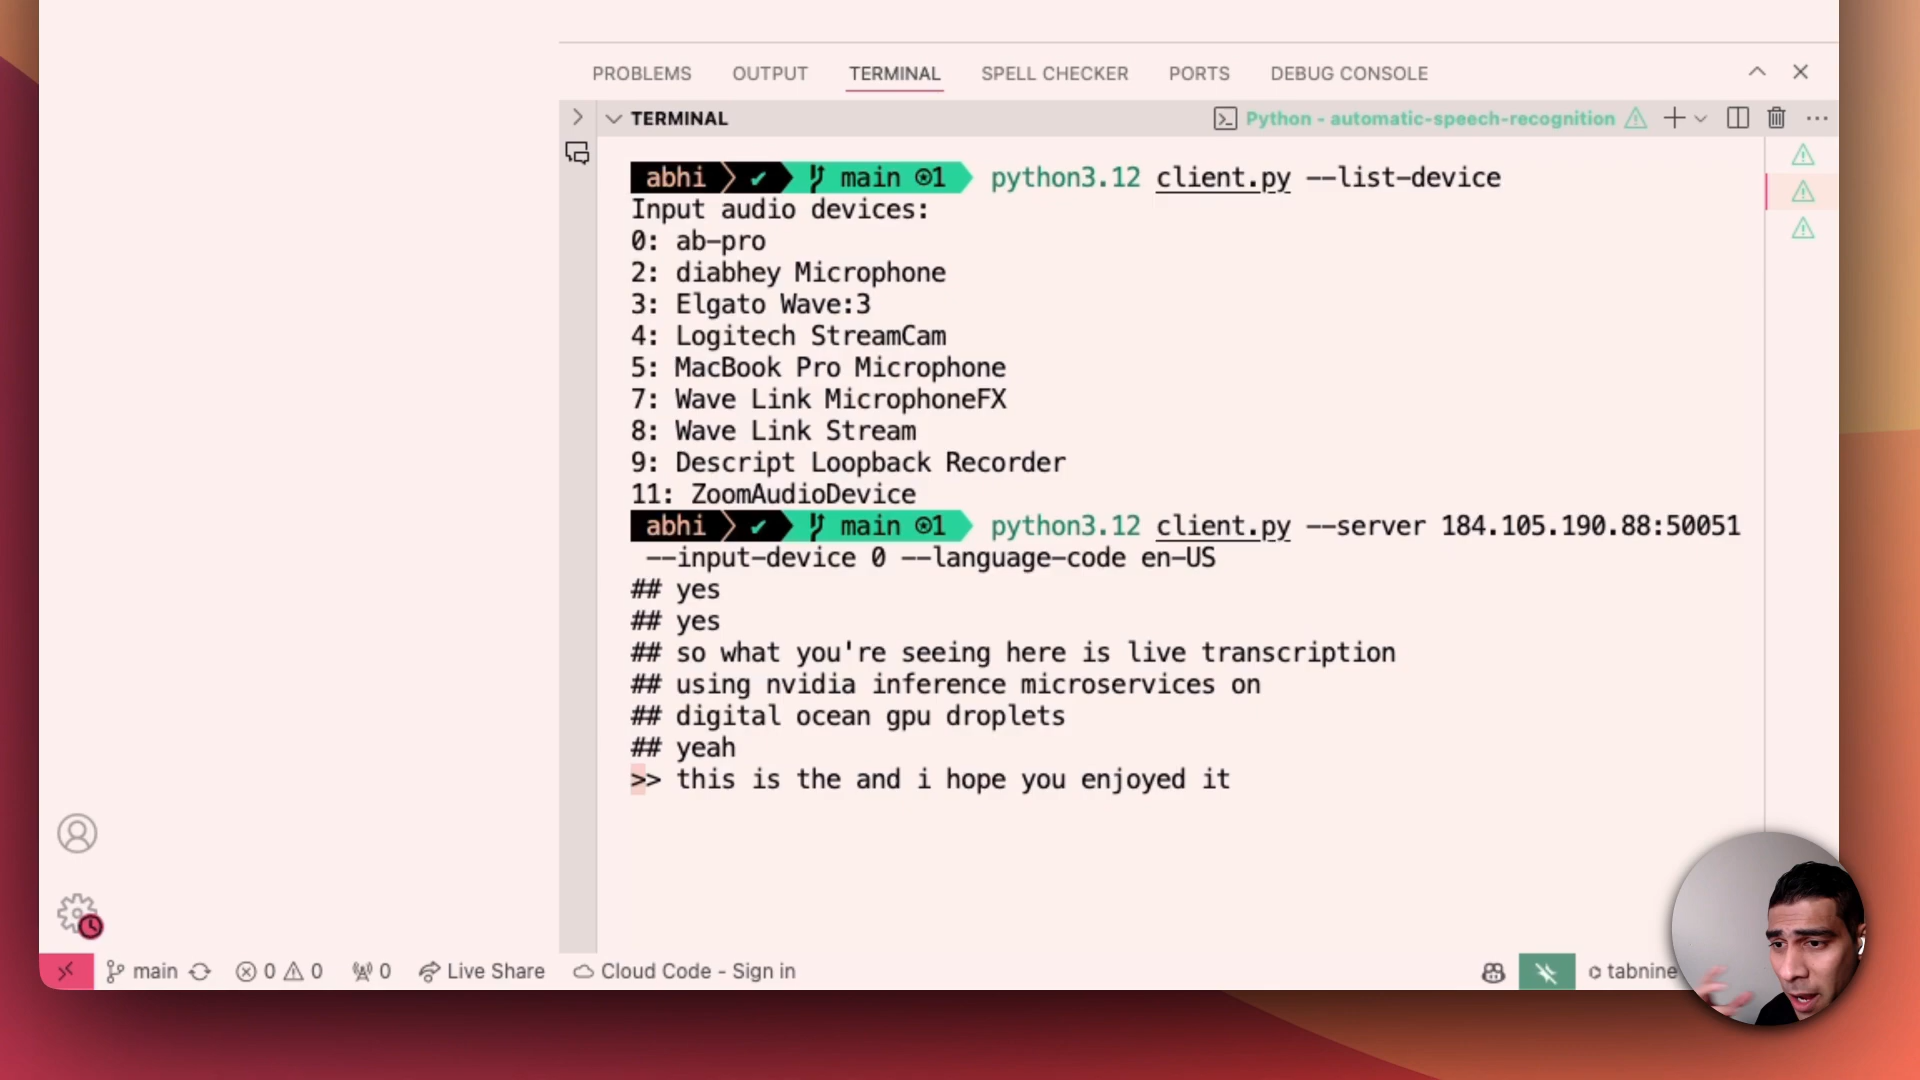 PROBLEMS OUTPUT TERMINAL SPELL CHECKER PORTS DEBUG CONSOLE
TERMINAL Python - automatic-speech-recognition
abhi main ⊙1 python3.12 client.py --list-device
Input audio devices:
0: ab-pro
2: diabhey Microphone
3: Elgato Wave:3
4: Logitech StreamCam
5: MacBook Pro Microphone
7: Wave Link MicrophoneFX
8: Wave Link Stream
9: Descript Loopback Recorder
11: ZoomAudioDevice
abhi main ⊙1 python3.12 client.py --server 184.105.190.88:50051
--input-device 0 --language-code en-US
## yes
## yes
## so what you're seeing here is live transcription
## using nvidia inference microservices on
## digital ocean gpu droplets
## yeah
>> this is the and i hope you enjoyed it
main 0 0 0 Live Share Cloud Code - Sign in tabnine